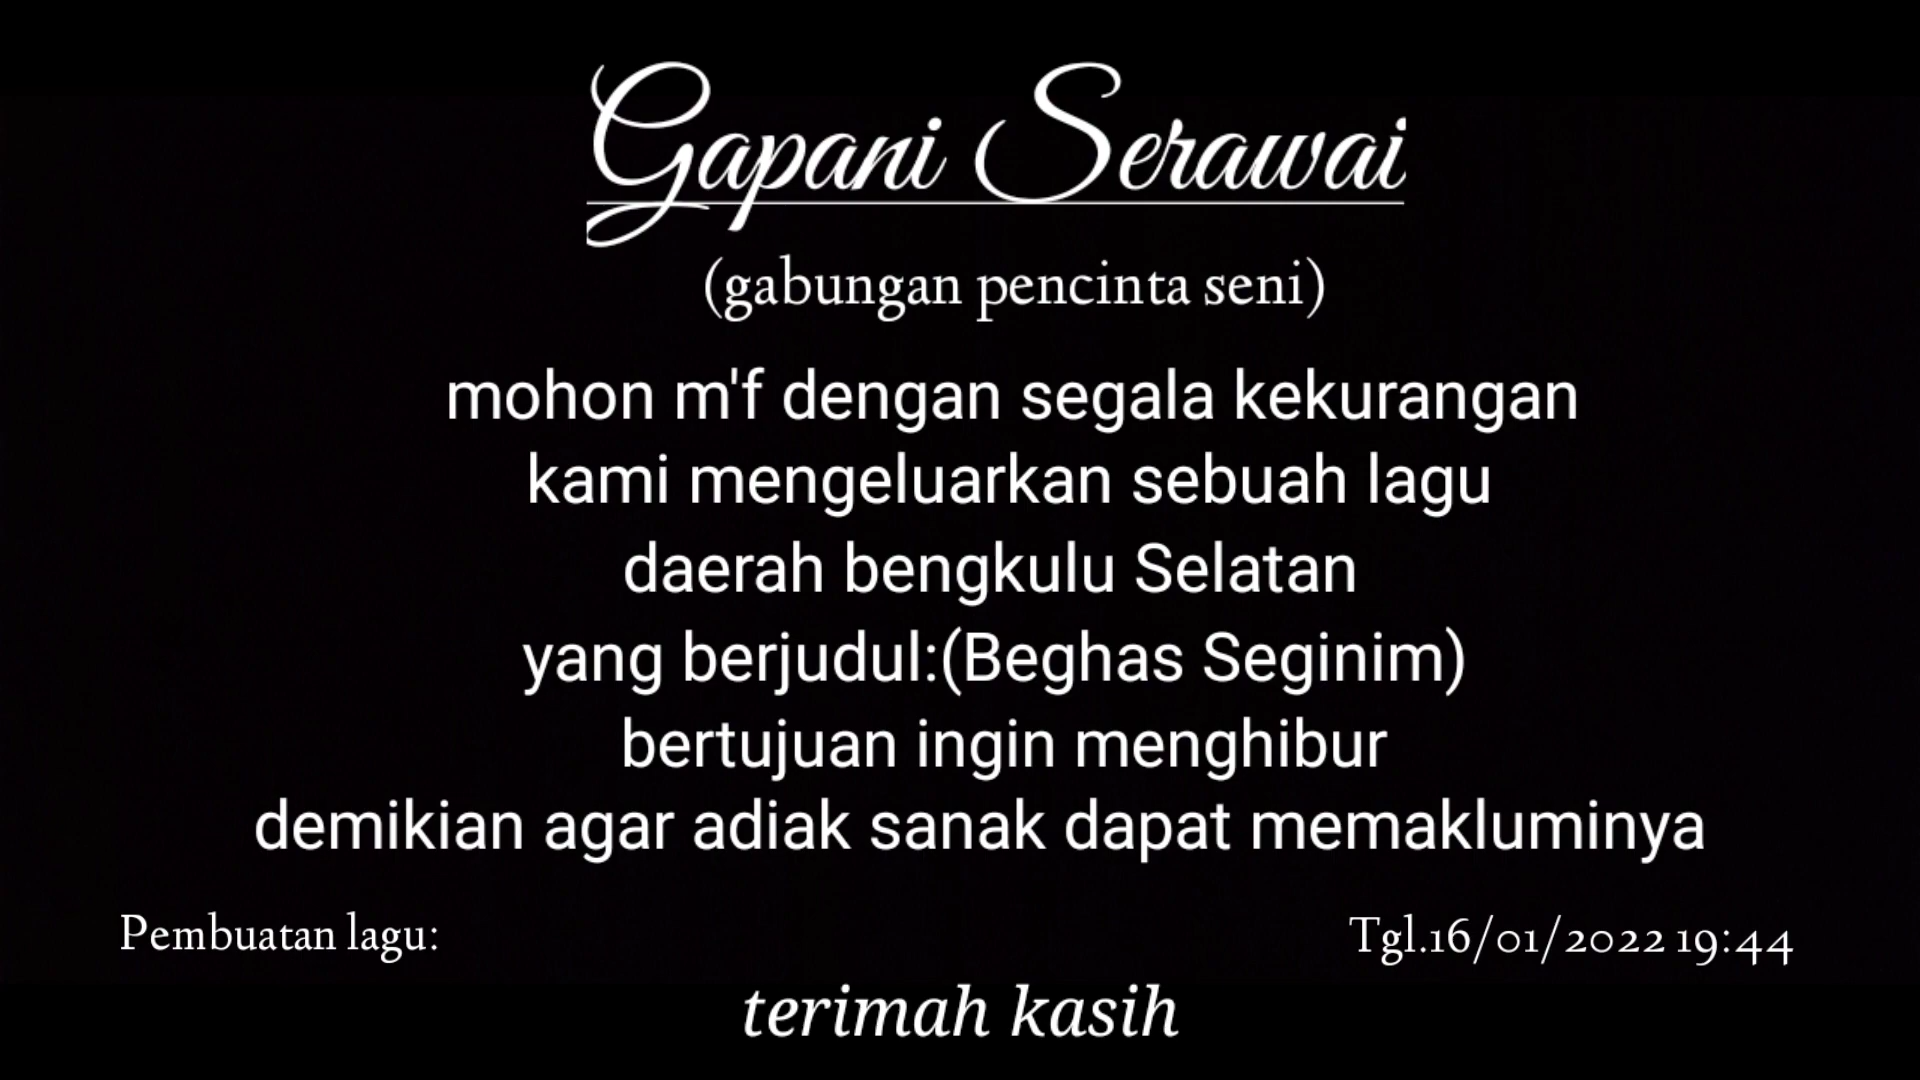 Gapani Serawai
(gabungan pencinta seni)
mohon m'f dengan segala kekurangan
kami mengeluarkan sebuah lagu
daerah bengkulu Selatan
yang berjudul:(Beghas Seginim)
bertujuan ingin menghibur
demikian agar adiak sanak dapat memakluminya
Pembuatan lagu: Tgl.16/01/2022 19:44
terimah kasih